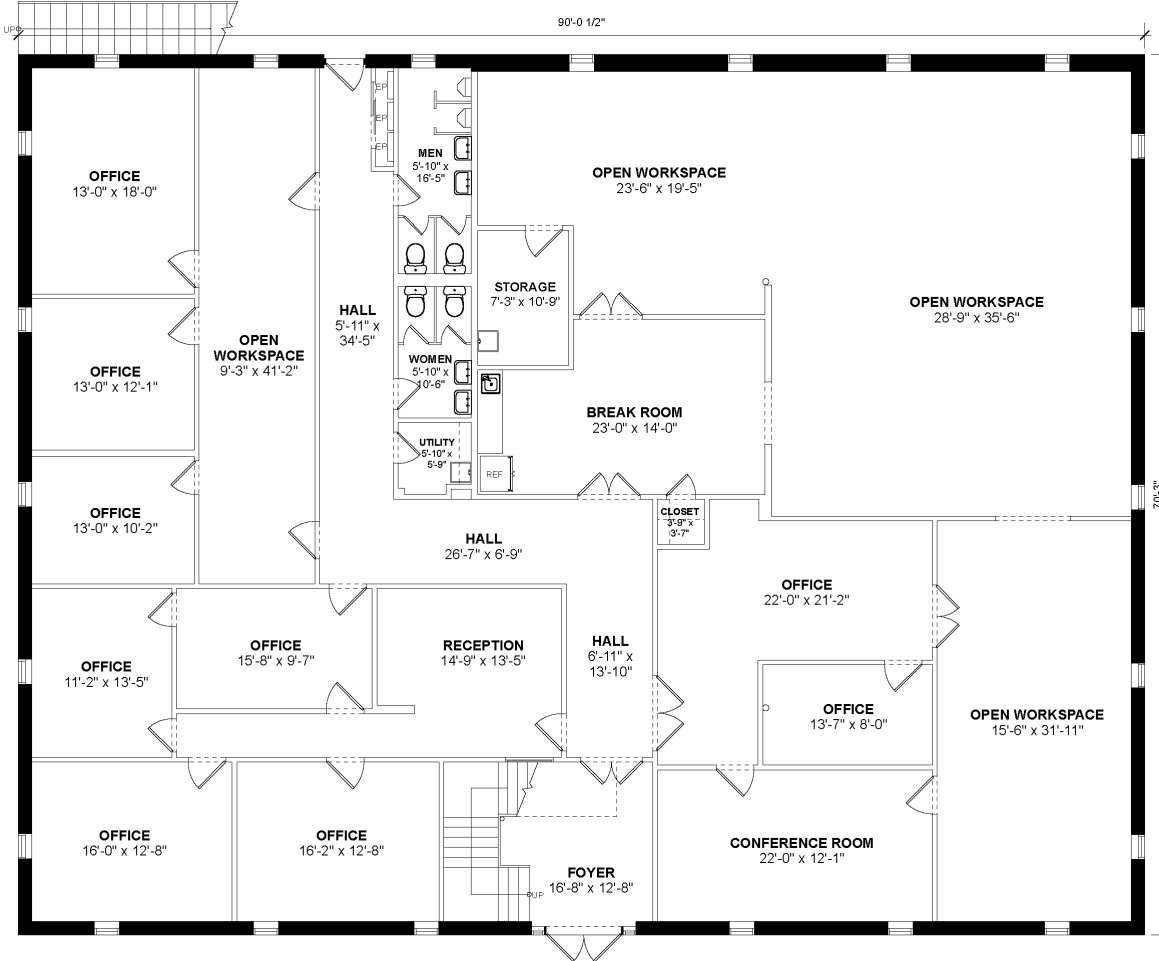 UP
90'-0 1/2"
EP
EP
EP
MEN
5'-10" x
16'-5"
OFFICE
13'-0" x 18'-0"
OPEN WORKSPACE
23'-6" x 19'-5"
STORAGE
7'-3" x 10'-9"
HALL
5'-11" x
34'-5"
OPEN WORKSPACE
28'-9" x 35'-6"
OPEN
WORKSPACE
9'-3" x 41'-2"
OFFICE
13'-0" x 12'-1"
WOMEN
5'-10" x
10'-6"
BREAK ROOM
23'-0" x 14'-0"
UTILITY
5'-10" x
5'-9"
REF
70'-3"
OFFICE
13'-0" x 10'-2"
CLOSET
3'-9" x
3'-7"
HALL
26'-7" x 6'-9"
OFFICE
22'-0" x 21'-2"
OFFICE
15'-8" x 9'-7"
RECEPTION
14'-9" x 13'-5"
HALL
6'-11" x
13'-10"
OFFICE
11'-2" x 13'-5"
OFFICE
13'-7" x 8'-0"
OPEN WORKSPACE
15'-6" x 31'-11"
OFFICE
16'-0" x 12'-8"
OFFICE
16'-2" x 12'-8"
CONFERENCE ROOM
22'-0" x 12'-1"
FOYER
16'-8" x 12'-8"
UP